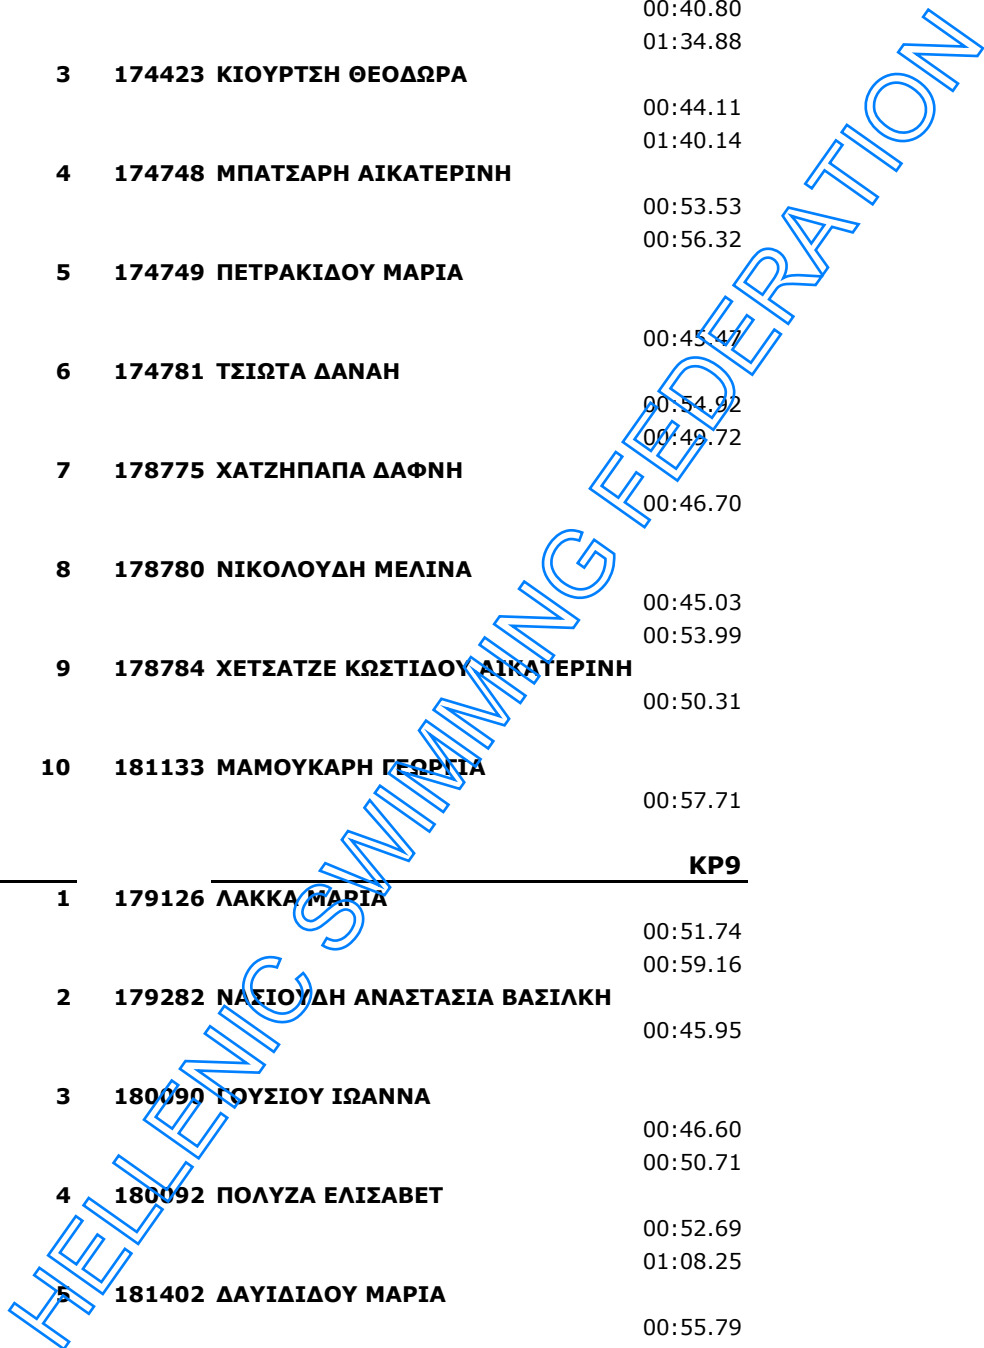 00:40.80
01:34.88
3 174423 ΚΙΟΥΡΤΣΗ ΘΕΟΔΩΡΑ
00:44.11
01:40.14
4 174748 ΜΠΑΤΣΑΡΗ ΑΙΚΑΤΕΡΙΝΗ
00:53.53
00:56.32
5 174749 ΠΕΤΡΑΚΙΔΟΥ ΜΑΡΙΑ
00:45.47
6 174781 ΤΣΙΩΤΑ ΔΑΝΑΗ
00:54.92
00:49.72
7 178775 ΧΑΤΖΗΠΑΠΑ ΔΑΦΝΗ
00:46.70
8 178780 ΝΙΚΟΛΟΥΔΗ ΜΕΛΙΝΑ
00:45.03
00:53.99
9 178784 ΧΕΤΣΑΤΖΕ ΚΩΣΤΙΔΟΥ ΑΙΚΑΤΕΡΙΝΗ
00:50.31
10 181133 ΜΑΜΟΥΚΑΡΗ ΓΕΩΡΓΙΑ
00:57.71
ΚΡ9
1 179126 ΛΑΚΚΑ ΜΑΡΙΑ
00:51.74
00:59.16
2 179282 ΝΑΣΙΟΥΔΗ ΑΝΑΣΤΑΣΙΑ ΒΑΣΙΛΚΗ
00:45.95
3 180090 ΓΟΥΣΙΟΥ ΙΩΑΝΝΑ
00:46.60
00:50.71
4 180092 ΠΟΛΥΖΑ ΕΛΙΣΑΒΕΤ
00:52.69
01:08.25
5 181402 ΔΑΥΙΔΙΔΟΥ ΜΑΡΙΑ
00:55.79
HELLENIC SWIMMING FEDERATION